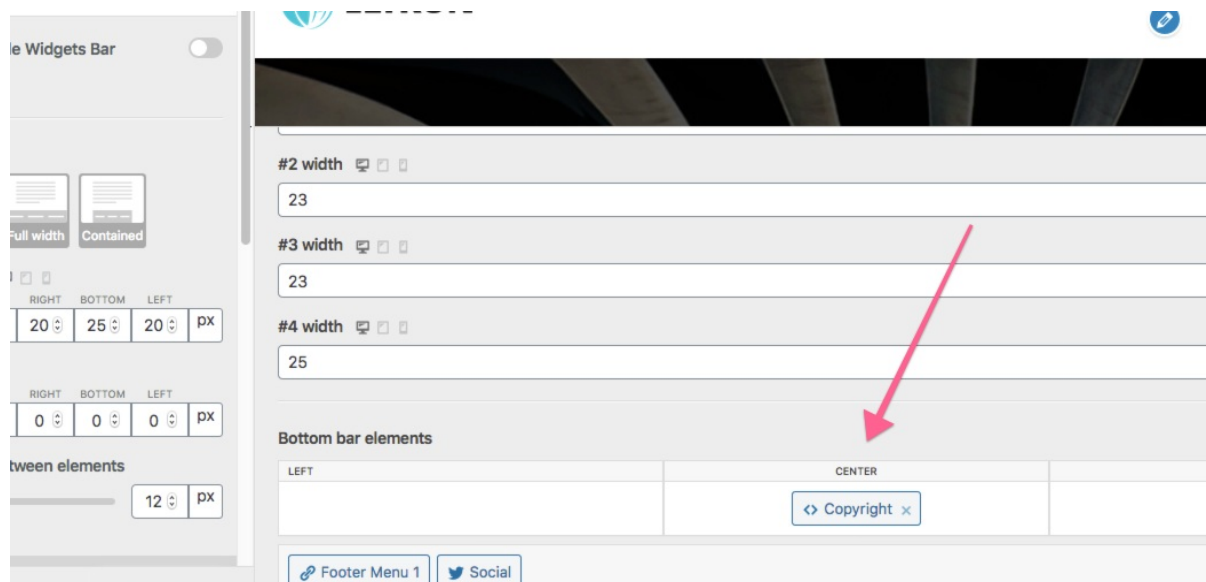 le Widgets Bar
Full width
Contained
RIGHT BOTTOM LEFT
20 25 20 px
RIGHT BOTTOM LEFT
0 0 0 px
tween elements
12 px
#2 width
23
#3 width
23
#4 width
25
Bottom bar elements
LEFT CENTER
<> Copyright ×
Footer Menu 1 Social